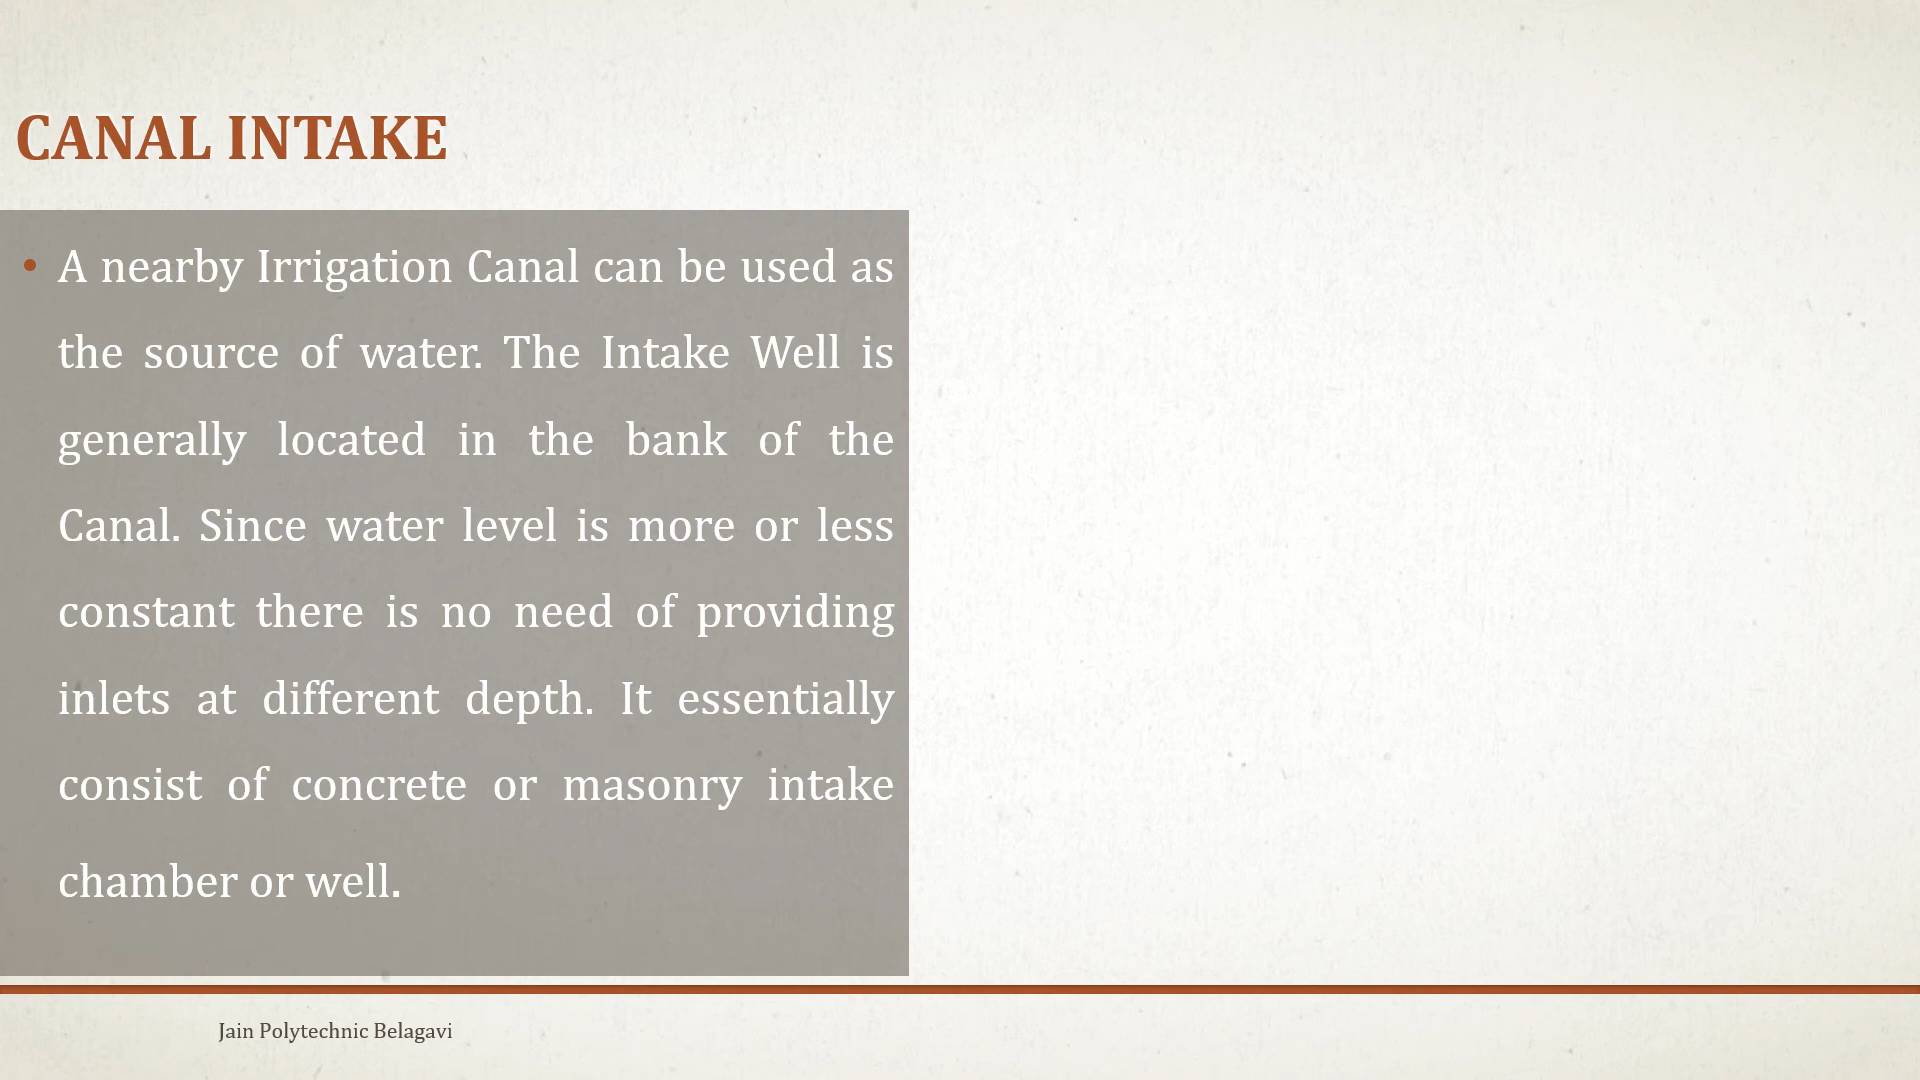 CANAL INTAKE
• A nearby Irrigation Canal can be used as
the source of water. The Intake Well is
generally located in the bank of the
Canal. Since water level is more or less
constant there is no need of providing
inlets at different depth. It essentially
consist of concrete or masonry intake
chamber or well.
Jain Polytechnic Belagavi